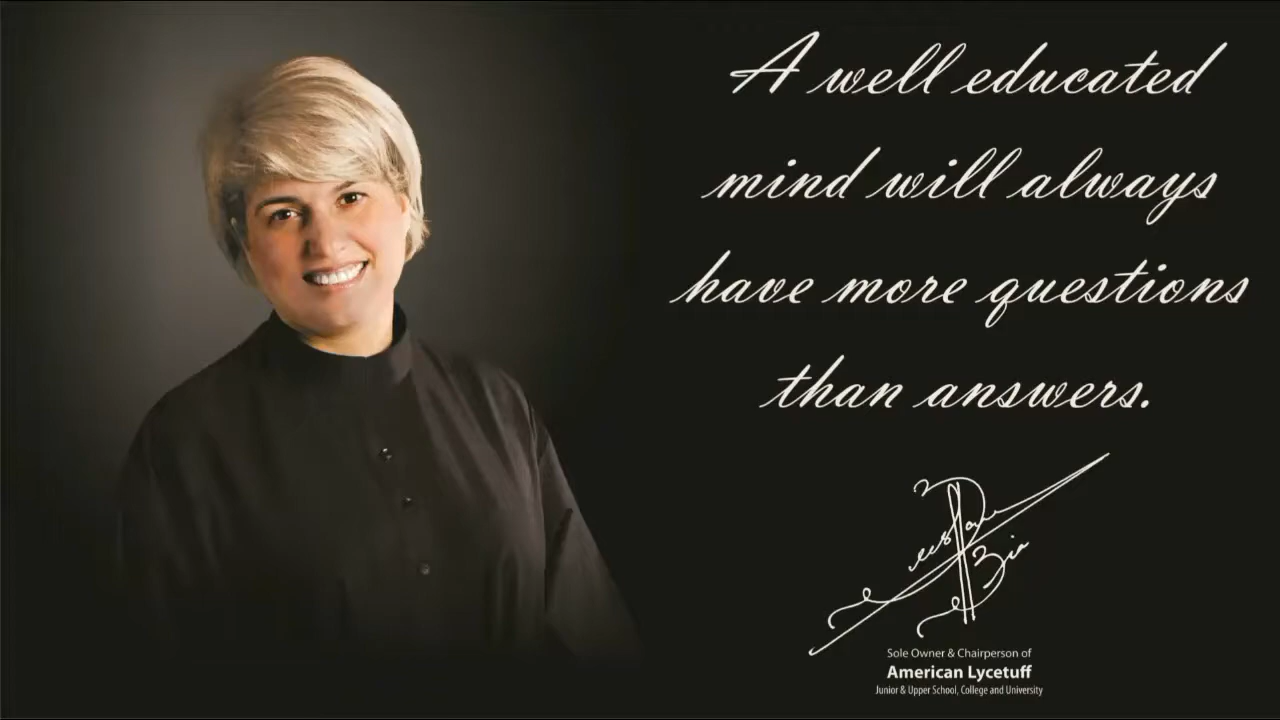 A well educated
mind will always
have more questions
than answers.
Zia
Sole Owner & Chairperson of
American Lycetuff
Junior & Upper School, College and University